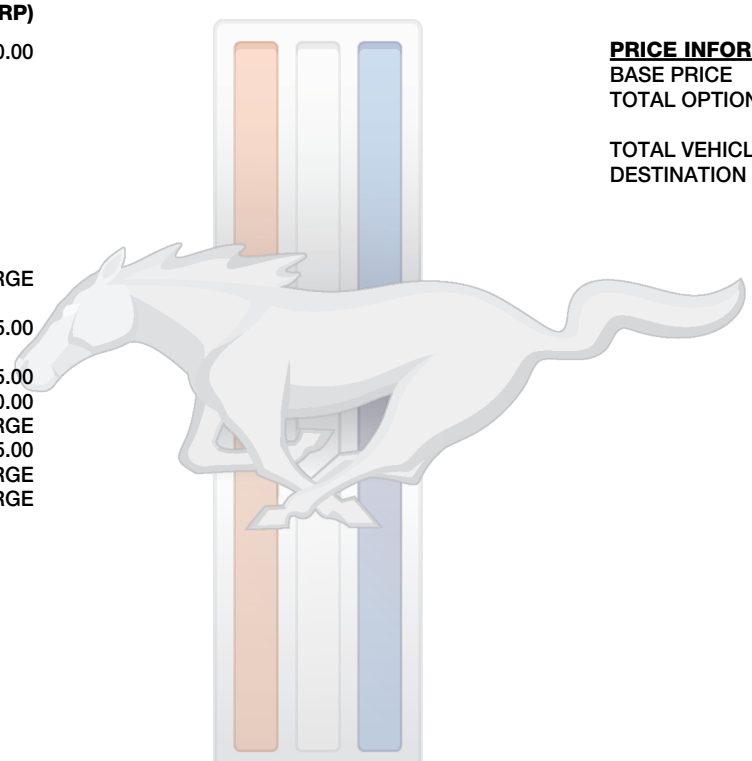 RP)
0.00
RGE
5.00
5.00
0.00
RGE
5.00
RGE
RGE
PRICE INFOR
BASE PRICE
TOTAL OPTION
TOTAL VEHICL
DESTINATION